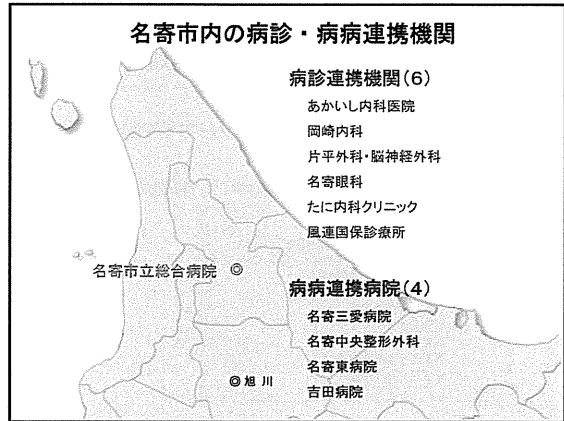 名寄市内の病診・病病連携機関
病診連携機関(6)
あかいし内科医院
岡崎内科
片平外科・脳神経外科
名寄眼科
たに内科クリニック
風連国保診療所
名寄市立総合病院 ◎
病病連携病院(4)
名寄三愛病院
名寄中央整形外科
名寄東病院
吉田病院
◎旭川